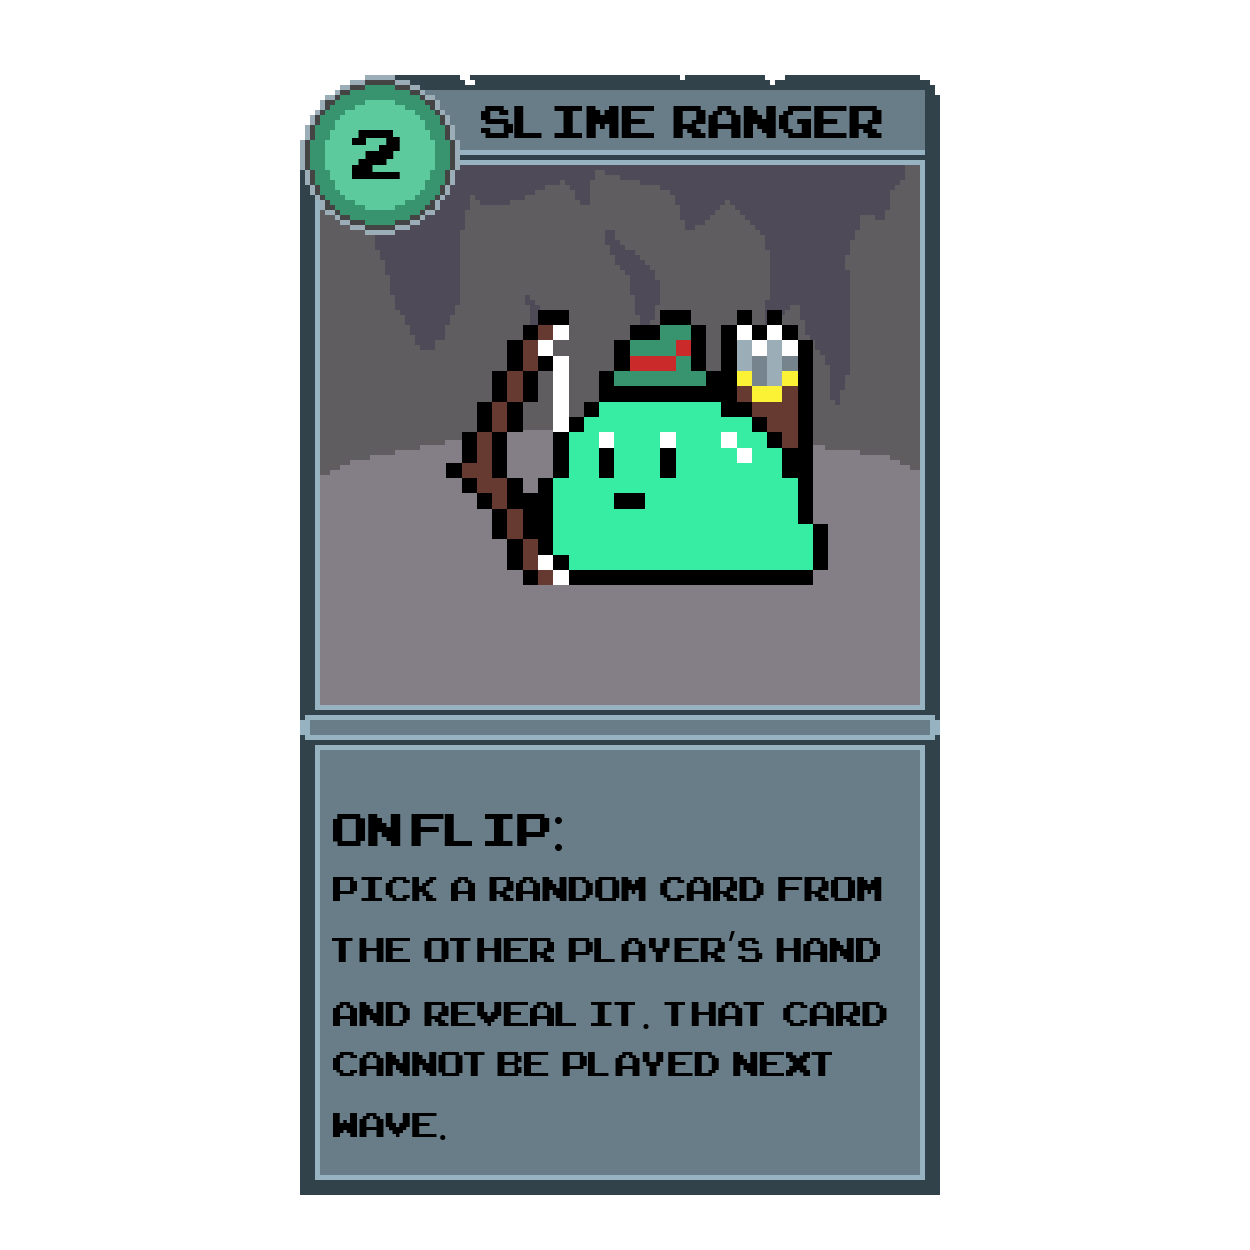 2
SLIME RANGER
ON FLIP:
PICK A RANDOM CARD FROM
THE OTHER PLAYER'S HAND
AND REVEAL IT. THAT CARD
CANNOT BE PLAYED NEXT
WAVE.